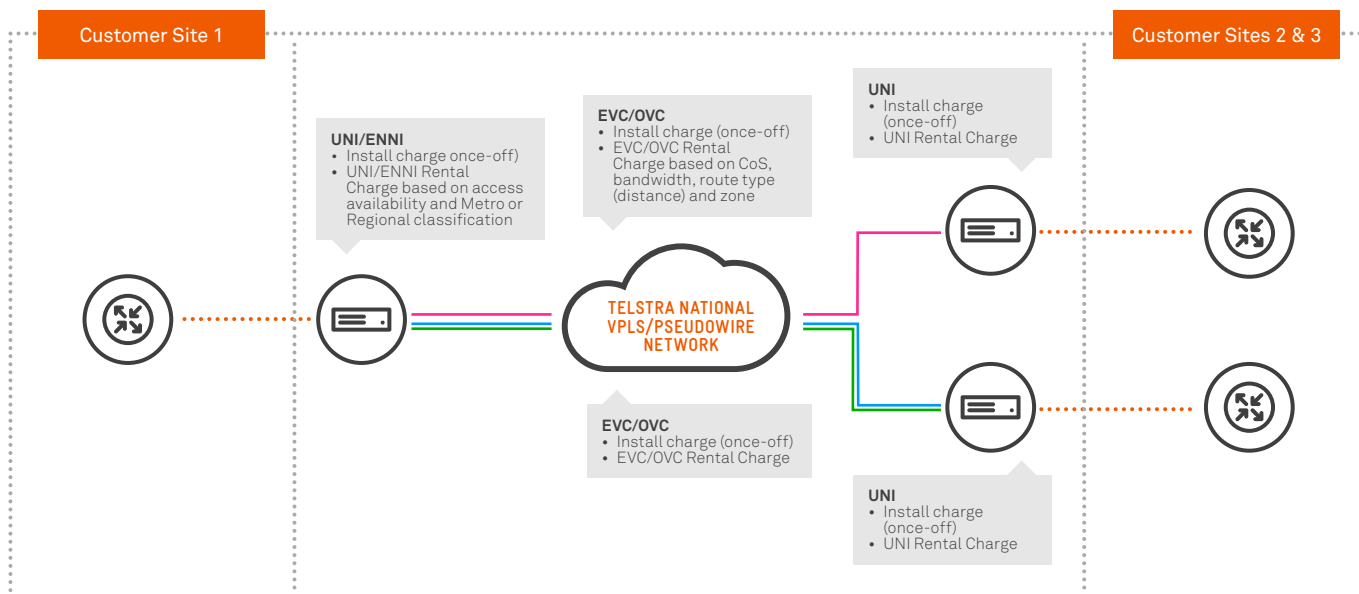 Customer Site 1
Customer Sites 2 & 3
UNI/ENNI
• Install charge once-off)
• UNI/ENNI Rental
Charge based on access
availability and Metro or
Regional classification
EVC/OVC
• Install charge (once-off)
• EVC/OVC Rental
Charge based on CoS,
bandwidth, route type
(distance) and zone
UNI
• Install charge
(once-off)
• UNI Rental Charge
TELSTRA NATIONAL
VPLS/PSEUDOWIRE
NETWORK
EVC/OVC
• Install charge (once-off)
• EVC/OVC Rental Charge
UNI
• Install charge
(once-off)
• UNI Rental Charge